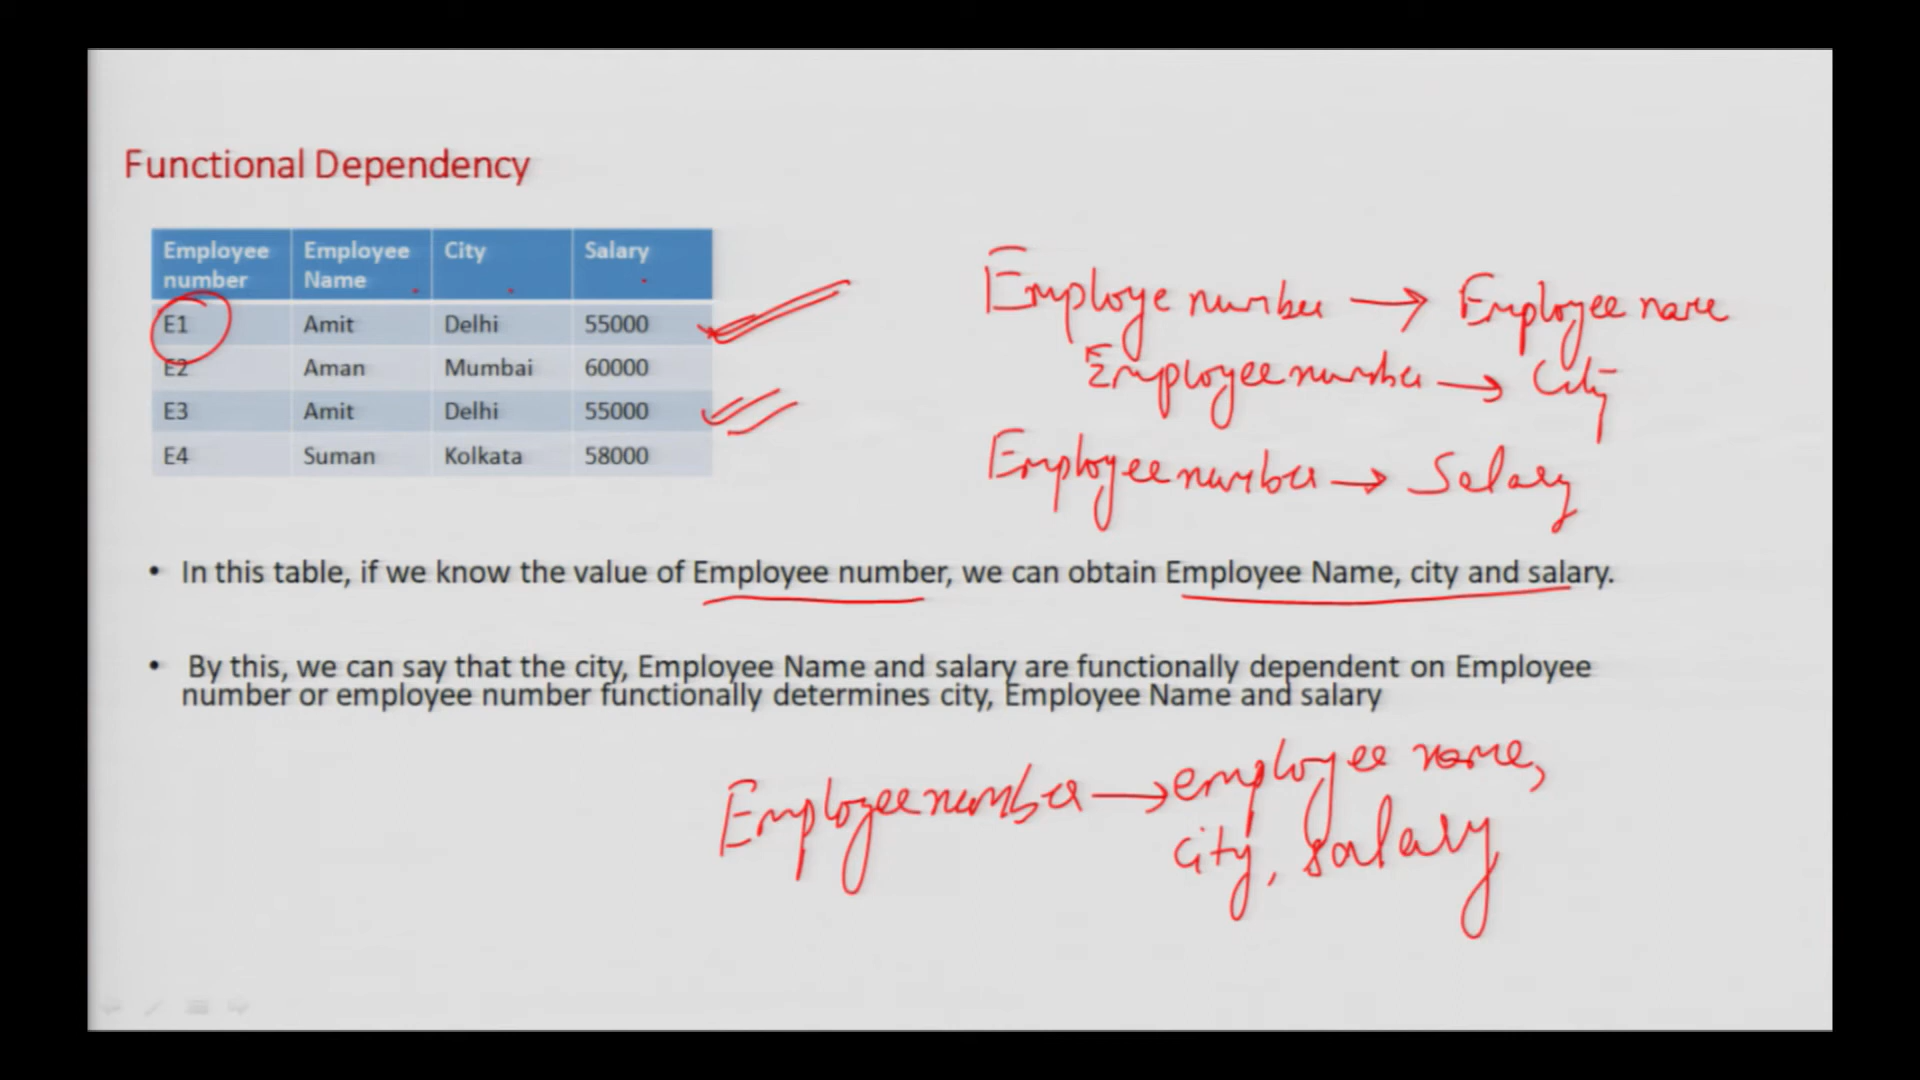 Functional Dependency
Employee number Employee Name City Salary
E1 Amit Delhi 55000
E2 Aman Mumbai 60000
E3 Amit Delhi 55000
E4 Suman Kolkata 58000
Employe number → Employee name
Employee number → City
Employee number → Salary
• In this table, if we know the value of Employee number, we can obtain Employee Name, city and salary.
• By this, we can say that the city, Employee Name and salary are functionally dependent on Employee
number or employee number functionally determines city, Employee Name and salary
Employee number → employee name,
city, salary